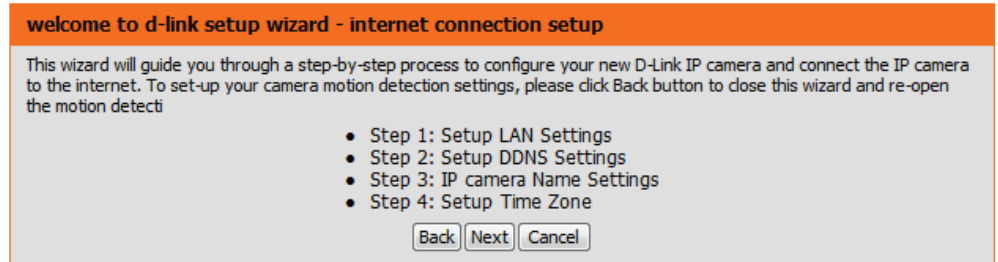 welcome to d-link setup wizard - internet connection setup
This wizard will guide you through a step-by-step process to configure your new D-Link IP camera and connect the IP camera
to the internet. To set-up your camera motion detection settings, please click Back button to close this wizard and re-open
the motion detecti
• Step 1: Setup LAN Settings
• Step 2: Setup DDNS Settings
• Step 3: IP camera Name Settings
• Step 4: Setup Time Zone
Back Next Cancel